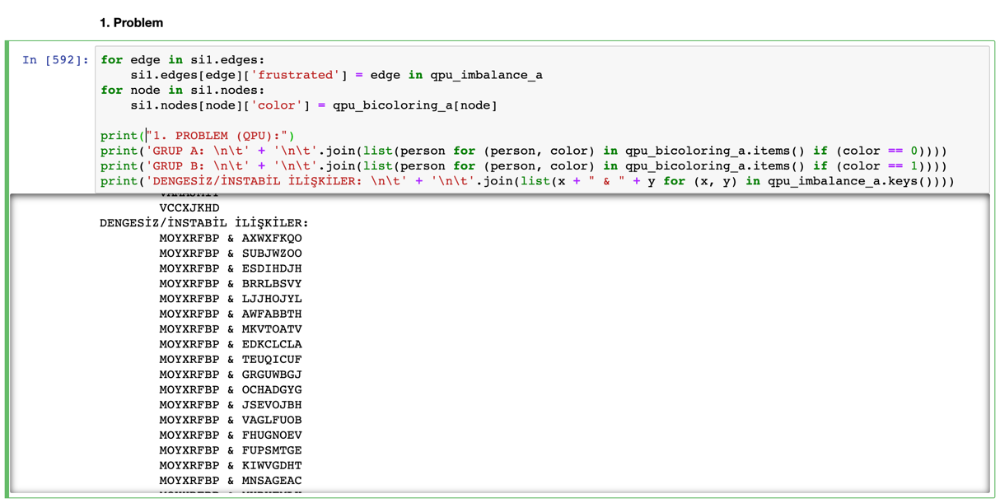 1. Problem
In [592]: for edge in si1.edges:
si1.edges[edge]['frustrated'] = edge in qpu_imbalance_a
for node in si1.nodes:
si1.nodes[node]['color'] = qpu_bicoloring_a[node]
print("1. PROBLEM (QPU):")
print('GRUP A: \n\t' + '\n\t'.join(list(person for (person, color) in qpu_bicoloring_a.items() if (color == 0))))
print('GRUP B: \n\t' + '\n\t'.join(list(person for (person, color) in qpu_bicoloring_a.items() if (color == 1))))
print('DENGESİZ/İNSTABİL İLİŞKİLER: \n\t' + '\n\t'.join(list(x + " & " + y for (x, y) in qpu_imbalance_a.keys())))
VCCXJKHD
DENGESİZ/İNSTABİL İLİŞKİLER:
MOYXRFBP & AXWXFKQO
MOYXRFBP & SUBJWZOO
MOYXRFBP & ESDIHDJH
MOYXRFBP & BRRLBSVY
MOYXRFBP & LJJHOJYL
MOYXRFBP & AWFABBTH
MOYXRFBP & MKVTOATV
MOYXRFBP & EDKCLCLA
MOYXRFBP & TEUQICUF
MOYXRFBP & GRGUWBGJ
MOYXRFBP & OCHADGYG
MOYXRFBP & JSEVOJBH
MOYXRFBP & VAGLFUOB
MOYXRFBP & FHUGNOEV
MOYXRFBP & FUPSMTGE
MOYXRFBP & KIWVGDHT
MOYXRFBP & MNSAGEAC